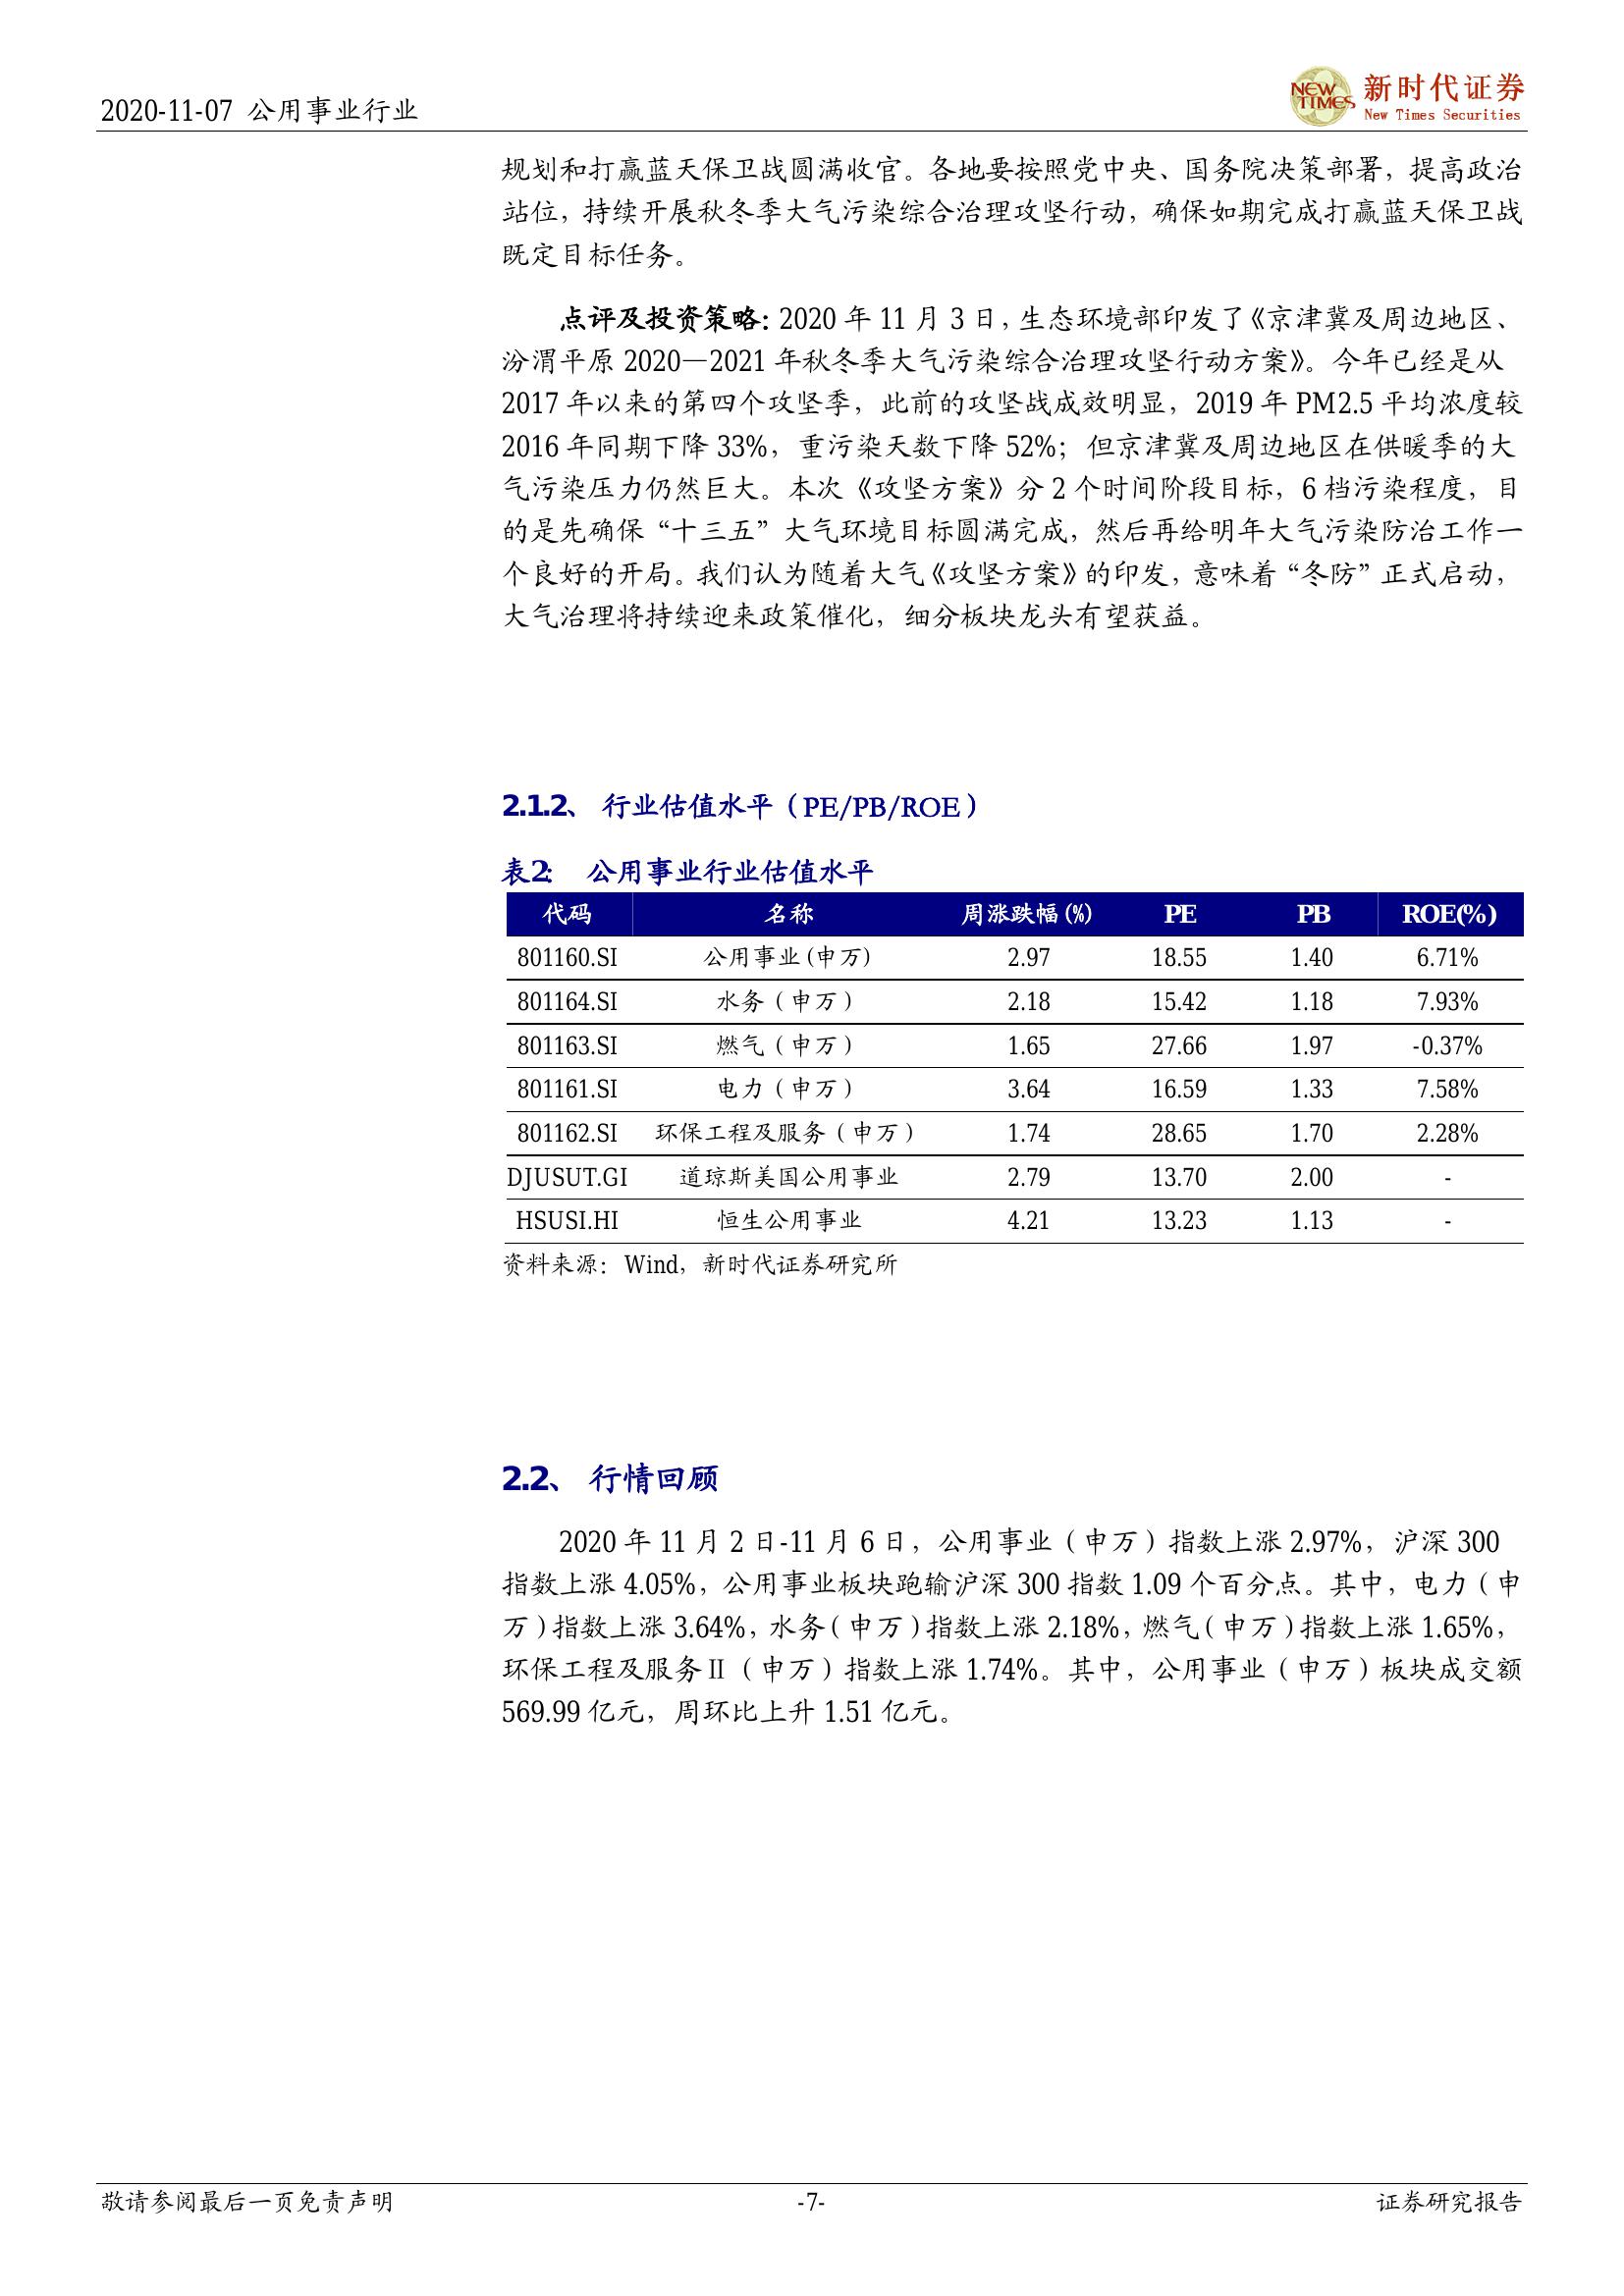 2020-11-07 公用事业行业
NEW TIMES 新时代证券
New Times Securities
规划和打赢蓝天保卫战圆满收官。各地要按照党中央、国务院决策部署，提高政治
站位，持续开展秋冬季大气污染综合治理攻坚行动，确保如期完成打赢蓝天保卫战
既定目标任务。
点评及投资策略：2020 年 11 月 3 日，生态环境部印发了《京津冀及周边地区、
汾渭平原 2020—2021 年秋冬季大气污染综合治理攻坚行动方案》。今年已经是从
2017 年以来的第四个攻坚季，此前的攻坚战成效明显，2019 年 PM2.5 平均浓度较
2016 年同期下降 33%，重污染天数下降 52%；但京津冀及周边地区在供暖季的大
气污染压力仍然巨大。本次《攻坚方案》分 2 个时间阶段目标，6 档污染程度，目
的是先确保“十三五”大气环境目标圆满完成，然后再给明年大气污染防治工作一
个良好的开局。我们认为随着大气《攻坚方案》的印发，意味着“冬防”正式启动，
大气治理将持续迎来政策催化，细分板块龙头有望获益。
2.1.2、 行业估值水平（PE/PB/ROE）
表2： 公用事业行业估值水平
代码 名称 周涨跌幅(%) PE PB ROE(%)
801160.SI 公用事业(申万) 2.97 18.55 1.40 6.71%
801164.SI 水务（申万） 2.18 15.42 1.18 7.93%
801163.SI 燃气（申万） 1.65 27.66 1.97 -0.37%
801161.SI 电力（申万） 3.64 16.59 1.33 7.58%
801162.SI 环保工程及服务（申万） 1.74 28.65 1.70 2.28%
DJUSUT.GI 道琼斯美国公用事业 2.79 13.70 2.00 -
HSUSI.HI 恒生公用事业 4.21 13.23 1.13 -
资料来源：Wind，新时代证券研究所
2.2、 行情回顾
2020 年 11 月 2 日-11 月 6 日，公用事业（申万）指数上涨 2.97%，沪深 300
指数上涨 4.05%，公用事业板块跑输沪深 300 指数 1.09 个百分点。其中，电力（申
万）指数上涨 3.64%，水务（申万）指数上涨 2.18%，燃气（申万）指数上涨 1.65%，
环保工程及服务Ⅱ（申万）指数上涨 1.74%。其中，公用事业（申万）板块成交额
569.99 亿元，周环比上升 1.51 亿元。
敬请参阅最后一页免责声明 -7- 证券研究报告